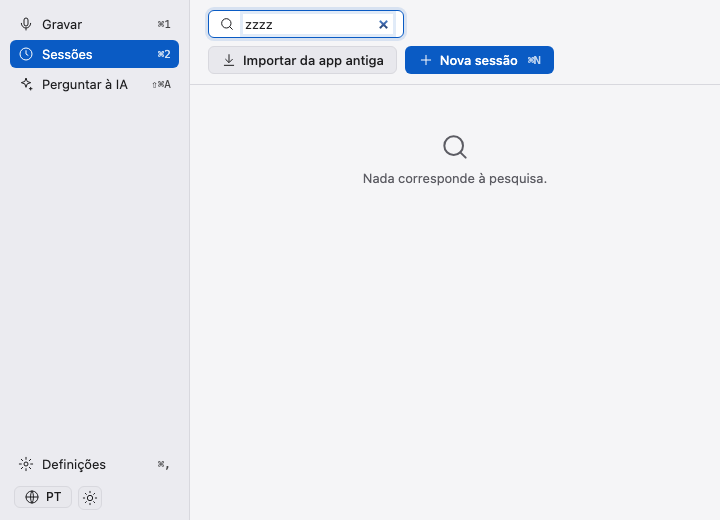 Gravar ⌘1
Sessões ⌘2
Perguntar à IA ⇧⌘A
zzzz
Importar da app antiga
Nova sessão ⌘N
Nada corresponde à pesquisa.
Definições ⌘,
PT